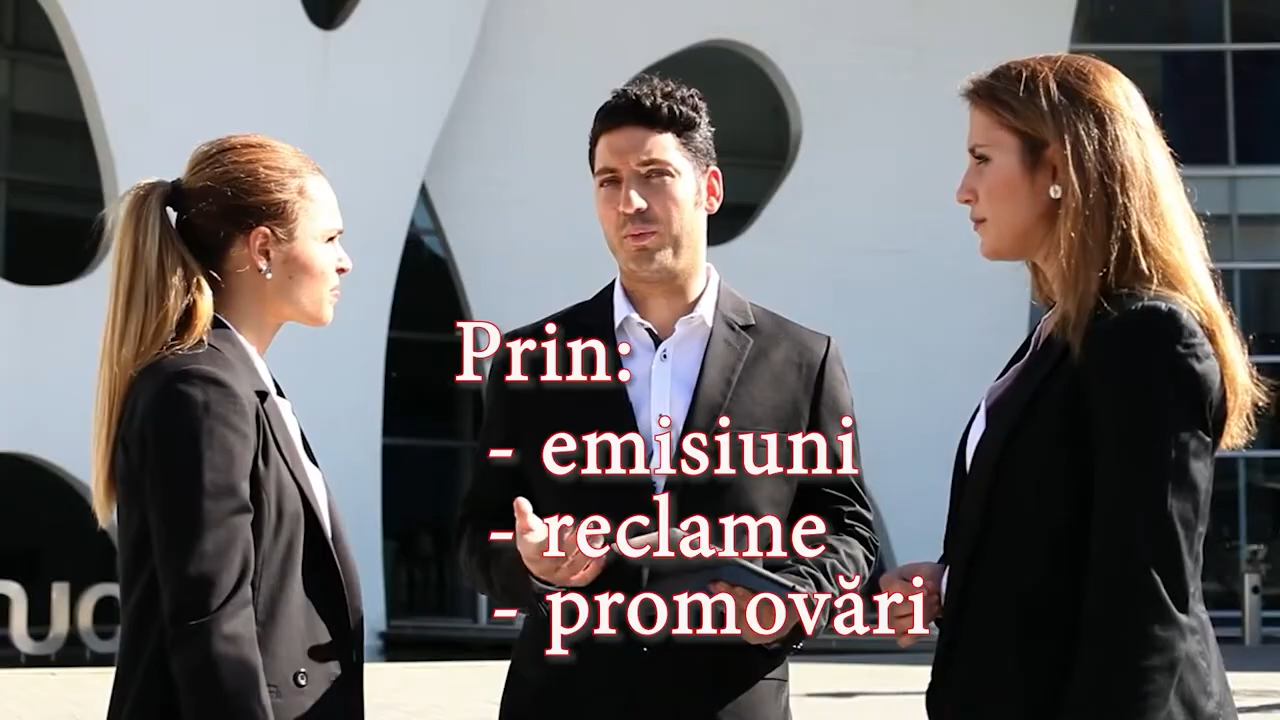 Prin:
- emisiuni
- reclame
- promovări